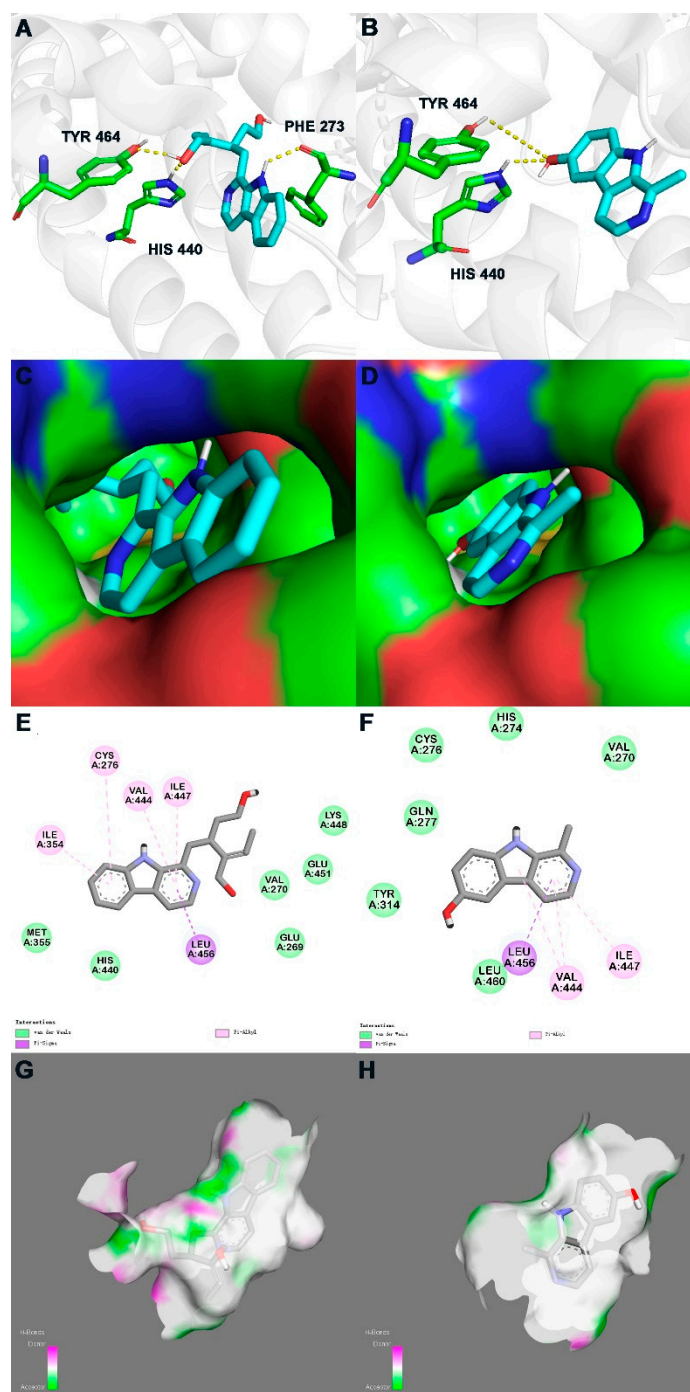 A
TYR 464
HIS 440
PHE 273
B
TYR 464
HIS 440
C
D
E
CYS
A:276
VAL
A:444
ILE
A:447
ILE
A:354
LYS
A:448
GLU
A:451
VAL
A:270
GLU
A:269
MET
A:355
HIS
A:440
LEU
A:456
Interactions
van der Waals
Pi-Sigma
Pi-Alkyl
F
HIS
A:274
CYS
A:276
VAL
A:270
GLN
A:277
TYR
A:314
LEU
A:456
LEU
A:460
VAL
A:444
ILE
A:447
Interactions
van der Waals
Pi-Sigma
Pi-Alkyl
G
H-Bonds
Donor
Acceptor
H
H-Bonds
Donor
Acceptor